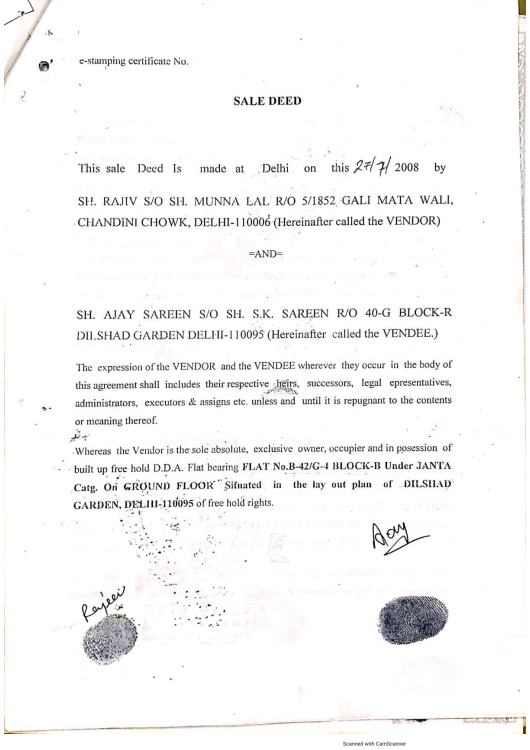 e-stamping certificate No.
SALE DEED
This sale Deed Is made at Delhi on this 27/7/ 2008 by
SH. RAJIV S/O SH. MUNNA LAL R/O 5/1852 GALI MATA WALI,
CHANDINI CHOWK, DELHI-110006 (Hereinafter called the VENDOR)
=AND=
SH. AJAY SAREEN S/O SH. S.K. SAREEN R/O 40-G BLOCK-R
DILSHAD GARDEN DELHI-110095 (Hereinafter called the VENDEE.)
The expression of the VENDOR and the VENDEE wherever they occur in the body of
this agreement shall includes their respective heirs, successors, legal epresentatives,
administrators, executors & assigns etc. unless and until it is repugnant to the contents
or meaning thereof.
Whereas the Vendor is the sole absolute, exclusive owner, occupier and in posession of
built up free hold D.D.A. Flat bearing FLAT No.B-42/G-4 BLOCK-B Under JANTA
Catg. On GROUND FLOOR Sifnated in the lay out plan of DILSHAD
GARDEN, DELHI-110095 of free hold rights.
Ajay
Rajeev
Scanned with CamScanner